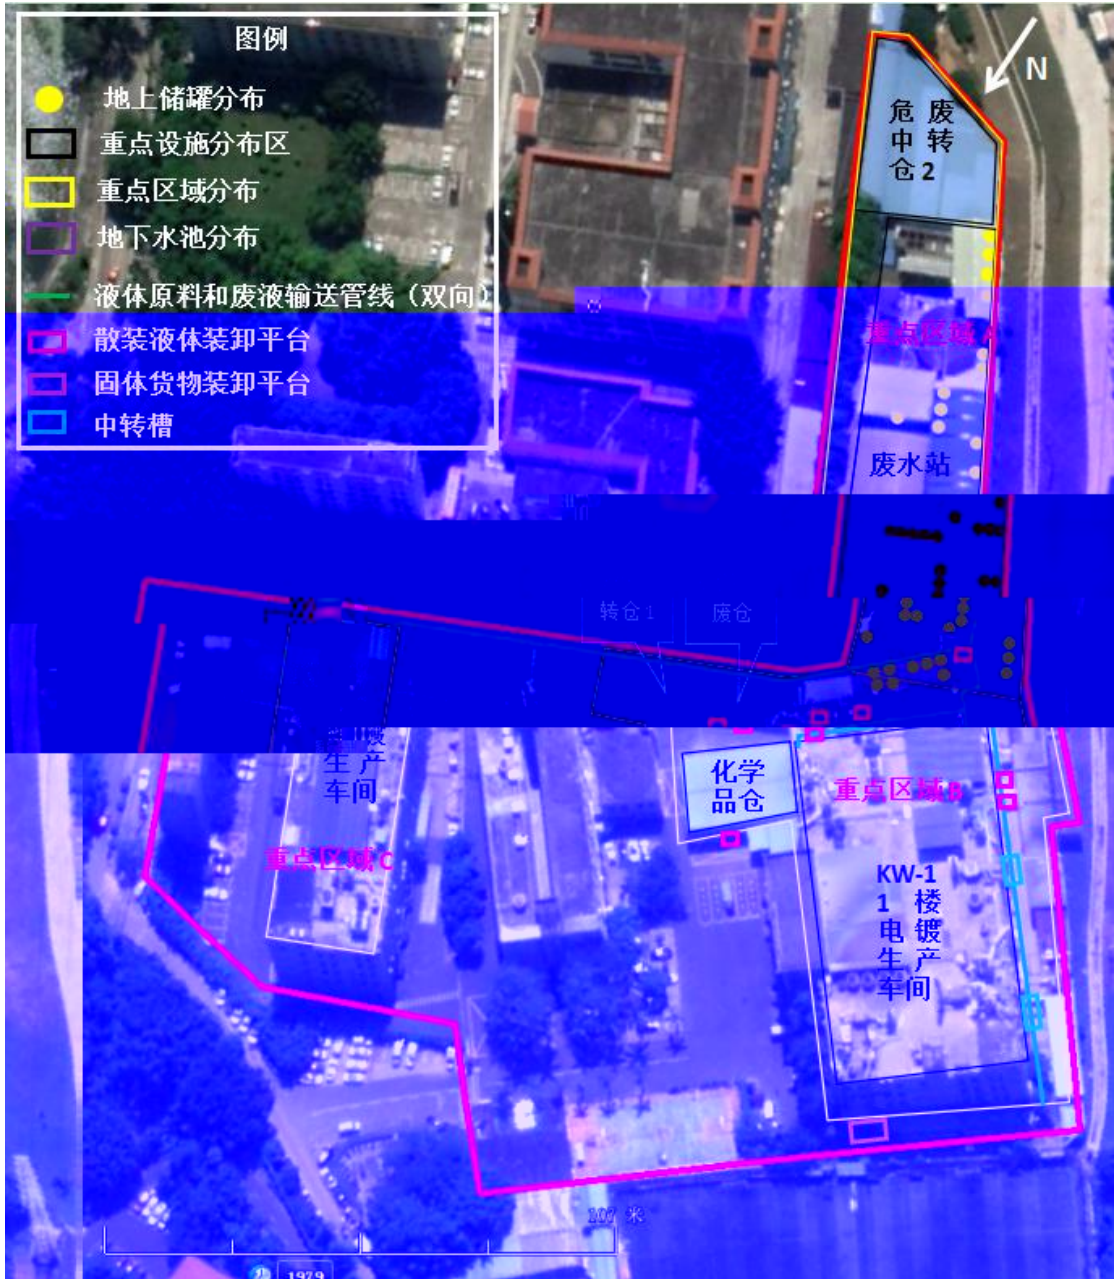 图例
地上储罐分布
重点设施分布区
重点区域分布
地下水池分布
液体原料和废液输送管线（双向）
散装液体装卸平台
固体货物装卸平台
中转槽
N
危 废
中 转
仓 2
重点区域 A
废水站
转仓 1
废仓
生 产
车间
重点区域 C
化学
品仓
重点区域 B
KW-1
1 楼
电 镀
生 产
车间
107 米
1979